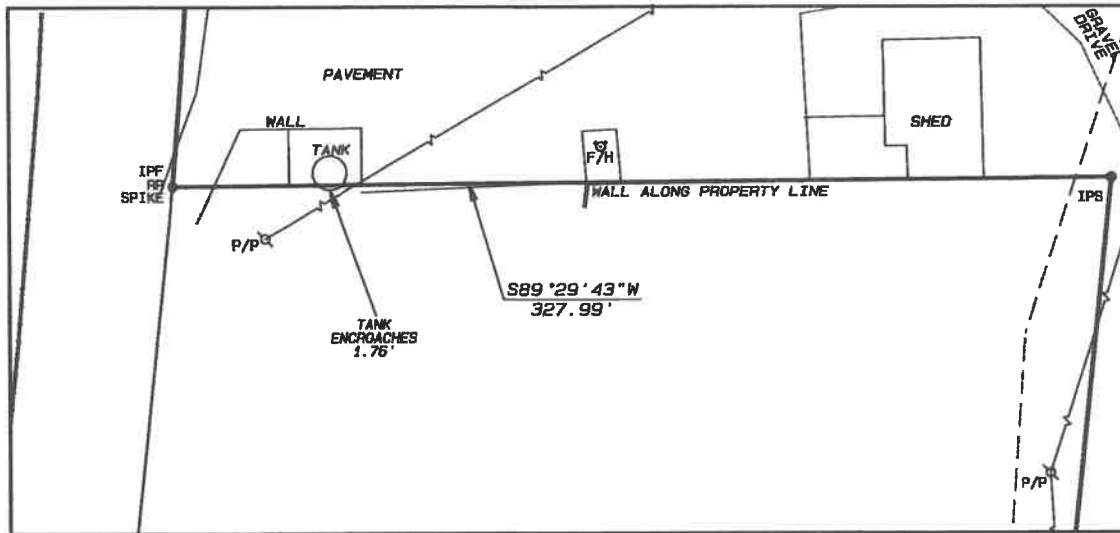 GRAVEL
DRIVE
PAVEMENT
WALL
SHED
TANK
F/H
IPF
RR
SPIKE
WALL ALONG PROPERTY LINE
IPS
P/P
S89°29'43"W
327.99'
TANK
ENCROACHES
1.76'
P/P